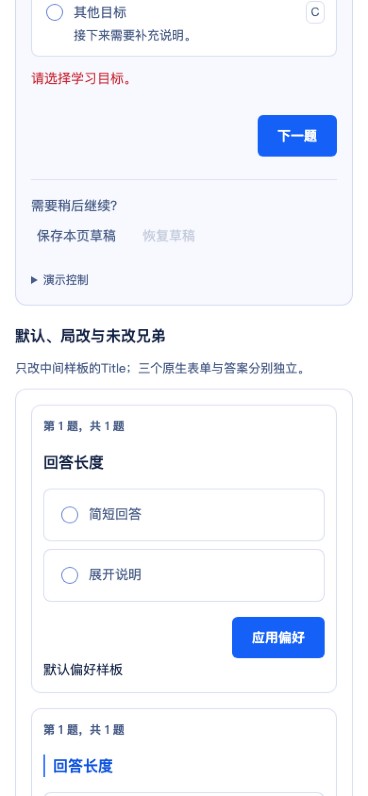 其他目标
C
接下来需要补充说明。
请选择学习目标。
下一题
需要稍后继续?
保存本页草稿
恢复草稿
演示控制
默认、局改与未改兄弟
只改中间样板的Title；三个原生表单与答案分别独立。
第 1 题，共 1 题
回答长度
简短回答
展开说明
应用偏好
默认偏好样板
第 1 题，共 1 题
回答长度